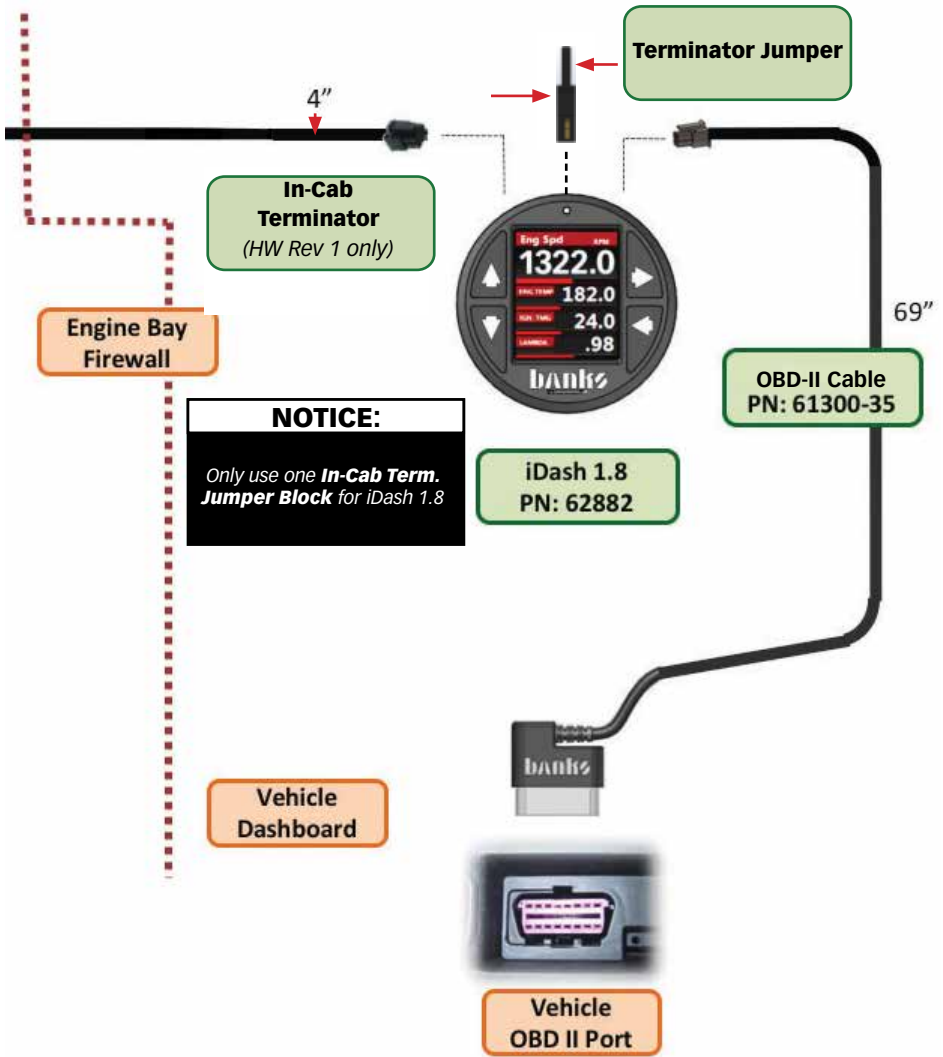 Terminator Jumper
4”
In-Cab
Terminator
(HW Rev 1 only)
Eng Spd RPM
1322.0
ENG TEMP 182.0
IGN. TMG 24.0
LAMBDA .98
banks
69”
Engine Bay
Firewall
OBD-II Cable
PN: 61300-35
NOTICE:
Only use one In-Cab Term.
Jumper Block for iDash 1.8
iDash 1.8
PN: 62882
banks
Vehicle
Dashboard
Vehicle
OBD II Port